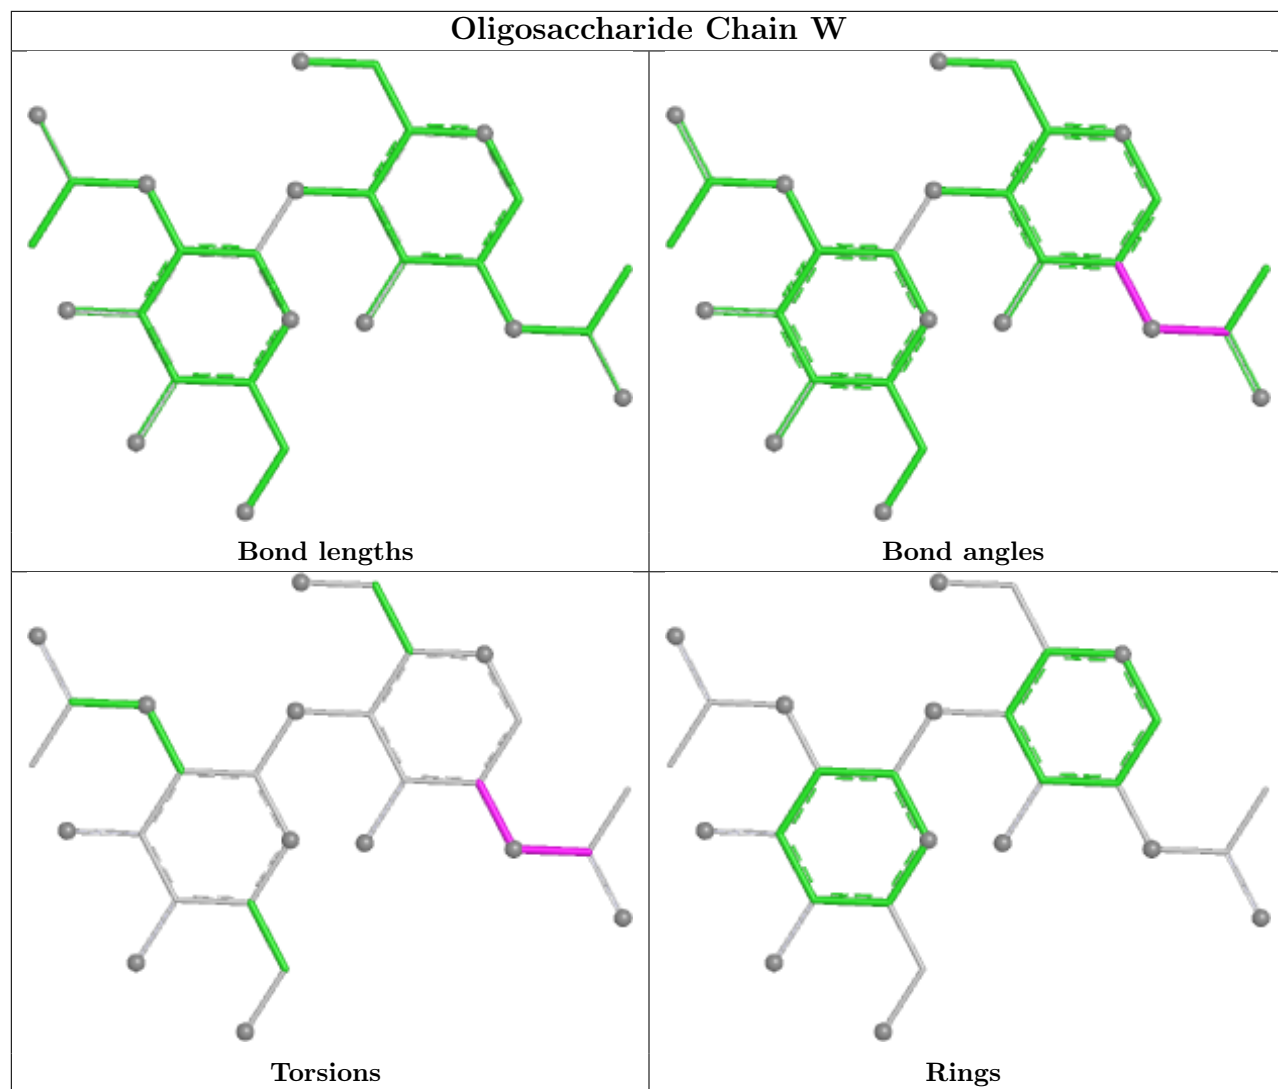 Oligosaccharide Chain W
Bond lengths
Bond angles
Torsions
Rings